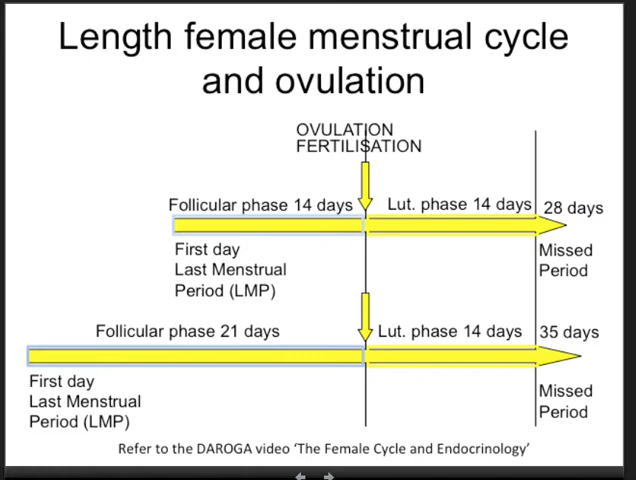 Length female menstrual cycle
and ovulation
OVULATION
FERTILISATION
Follicular phase 14 days
Lut. phase 14 days
28 days
First day
Last Menstrual
Period (LMP)
Missed
Period
Follicular phase 21 days
Lut. phase 14 days
35 days
First day
Last Menstrual
Period (LMP)
Missed
Period
Refer to the DAROGA video ‘The Female Cycle and Endocrinology’